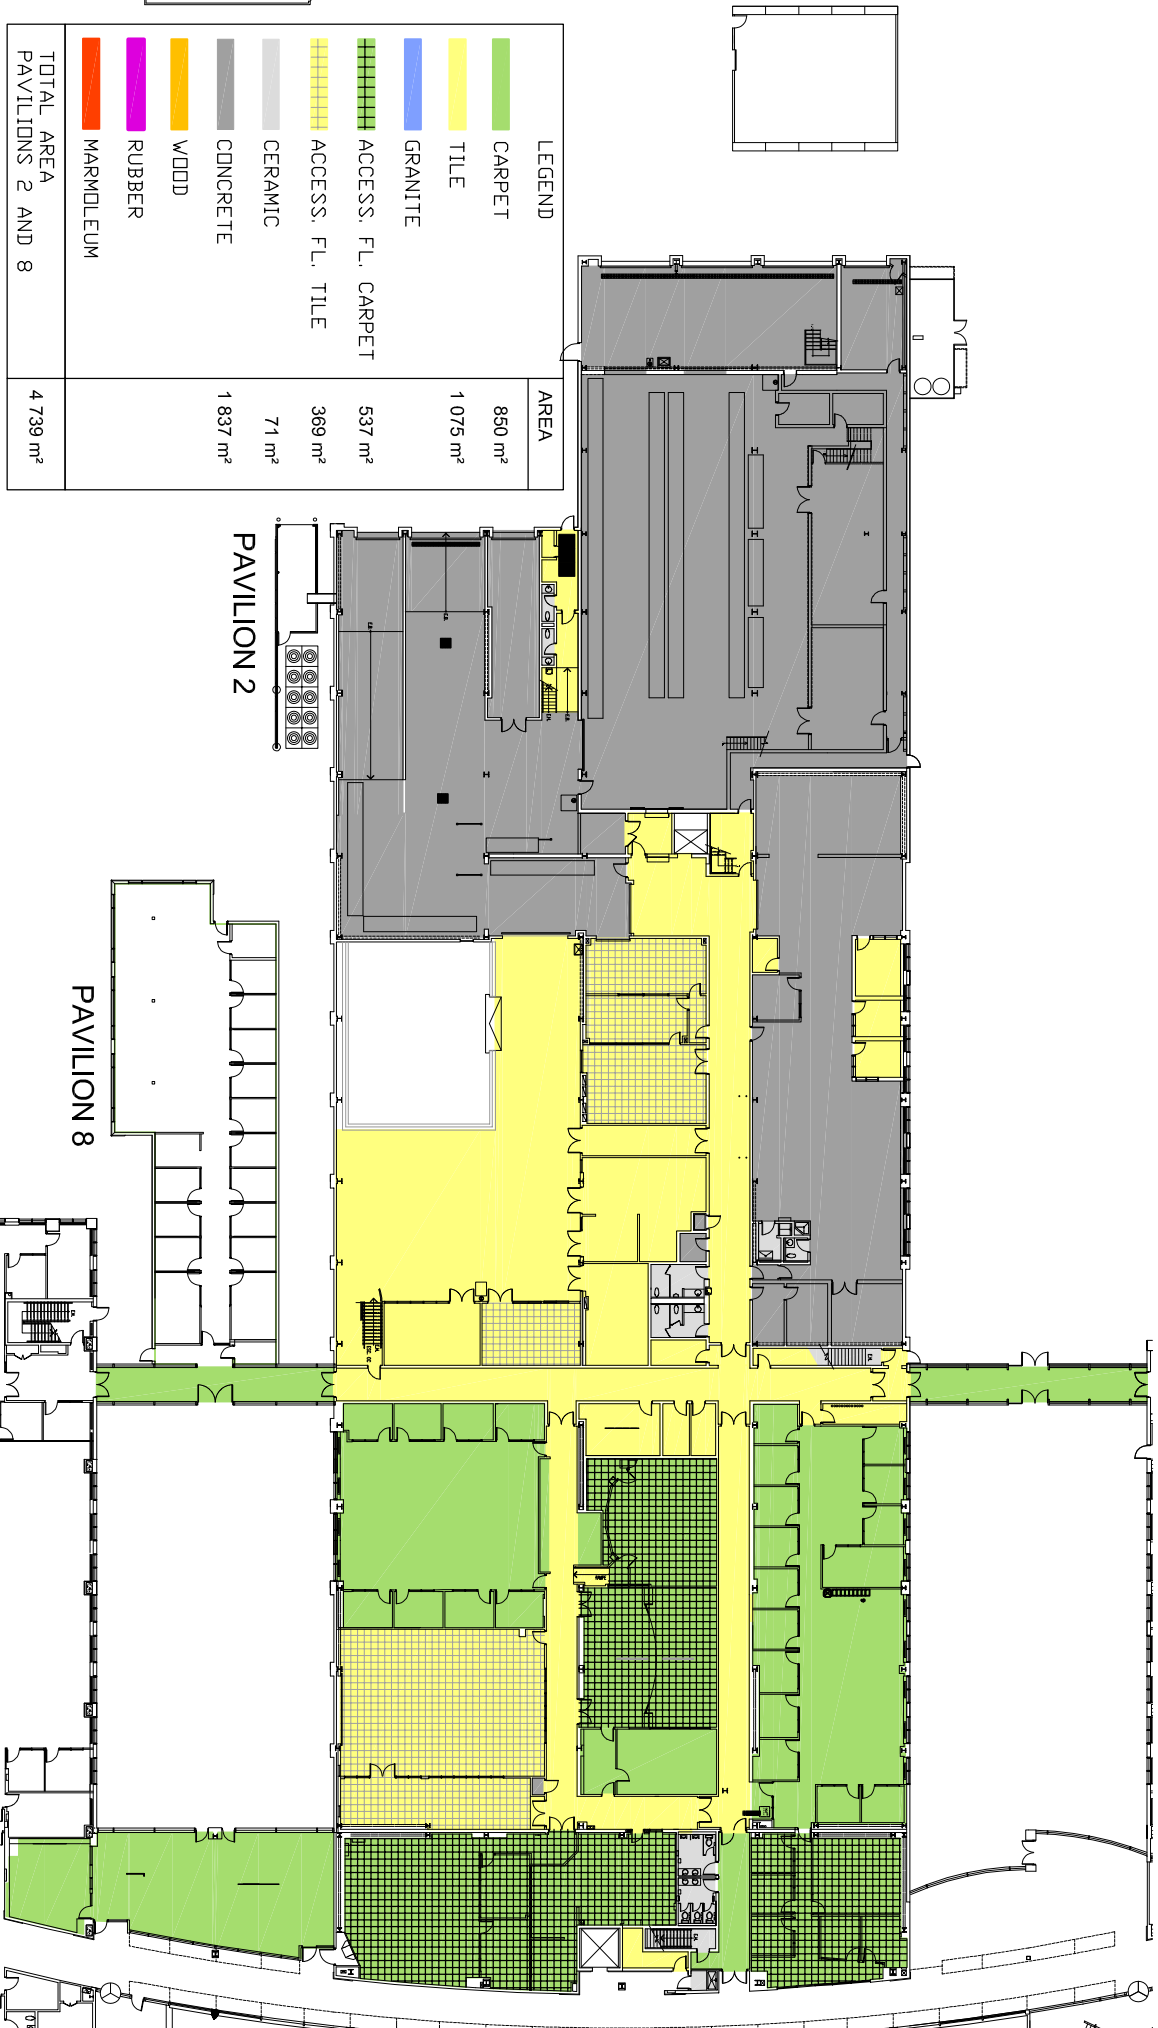 LEGEND AREA
CARPET 850 m²
TILE 1 075 m²
GRANITE
ACCESS. FL. CARPET 537 m²
ACCESS. FL. TILE 369 m²
CERAMIC 71 m²
CONCRETE 1 837 m²
WOOD
RUBBER
MARMOLEUM
TOTAL AREA
PAVILIONS 2 AND 8 4 739 m²
PAVILION 2
PAVILION 8